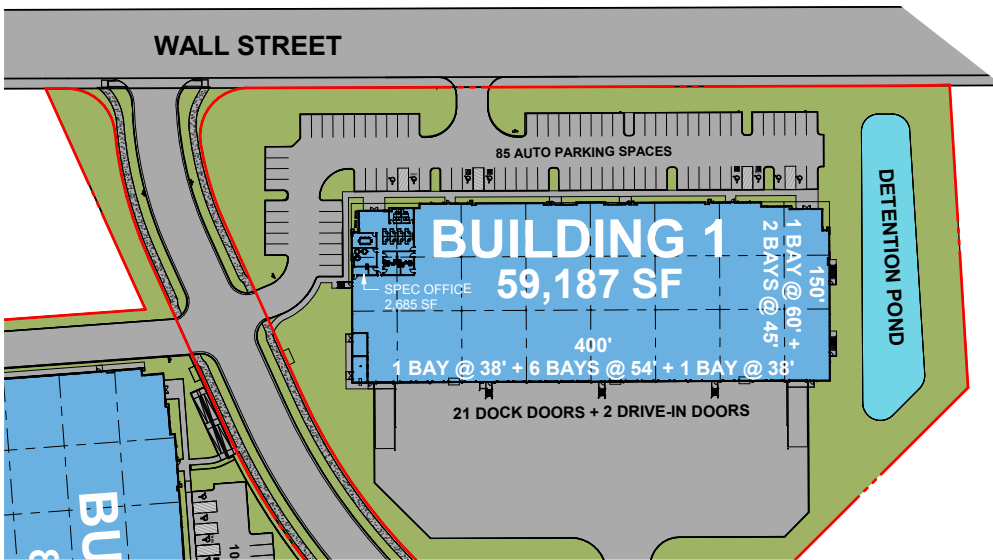 WALL STREET
85 AUTO PARKING SPACES
BUILDING 1
59,187 SF
SPEC OFFICE
2,685 SF
150'
1 BAY @ 60' +
2 BAYS @ 45'
400'
1 BAY @ 38' + 6 BAYS @ 54' + 1 BAY @ 38'
21 DOCK DOORS + 2 DRIVE-IN DOORS
DETENTION POND
BU
8
10